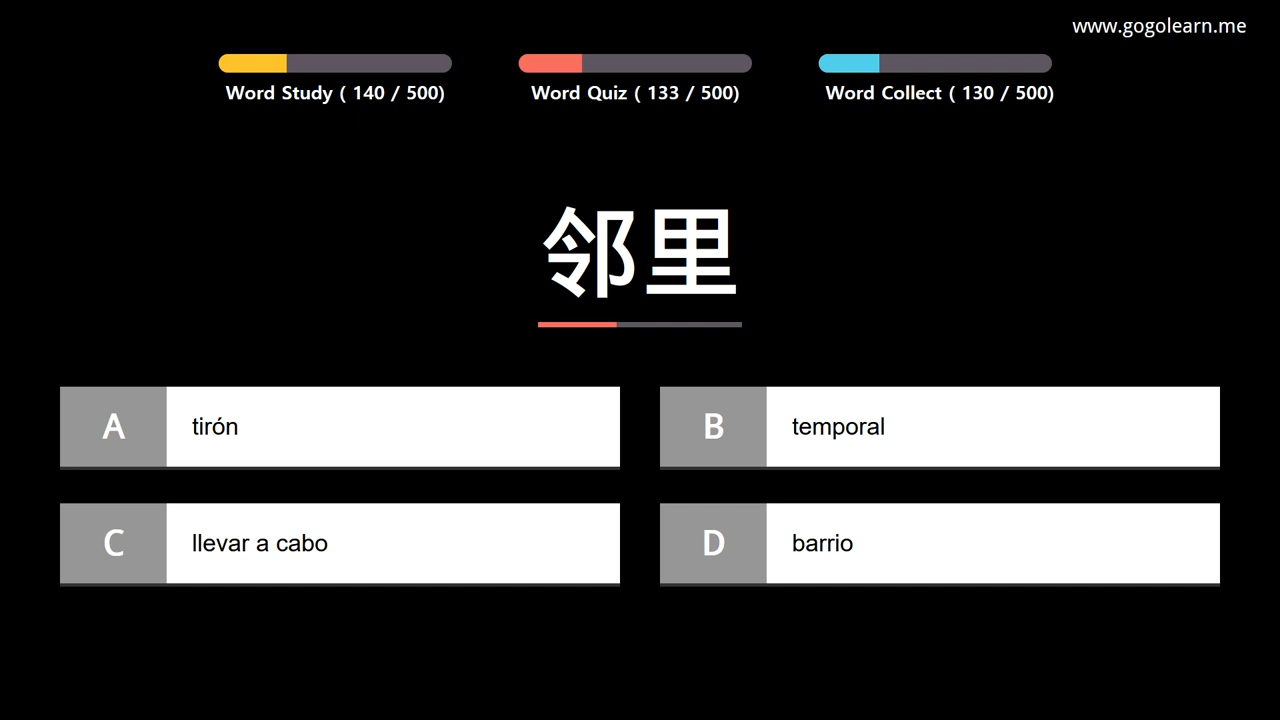 www.gogolearn.me
Word Study ( 140 / 500)
Word Quiz ( 133 / 500)
Word Collect ( 130 / 500)
邻里
A tirón
B temporal
C llevar a cabo
D barrio